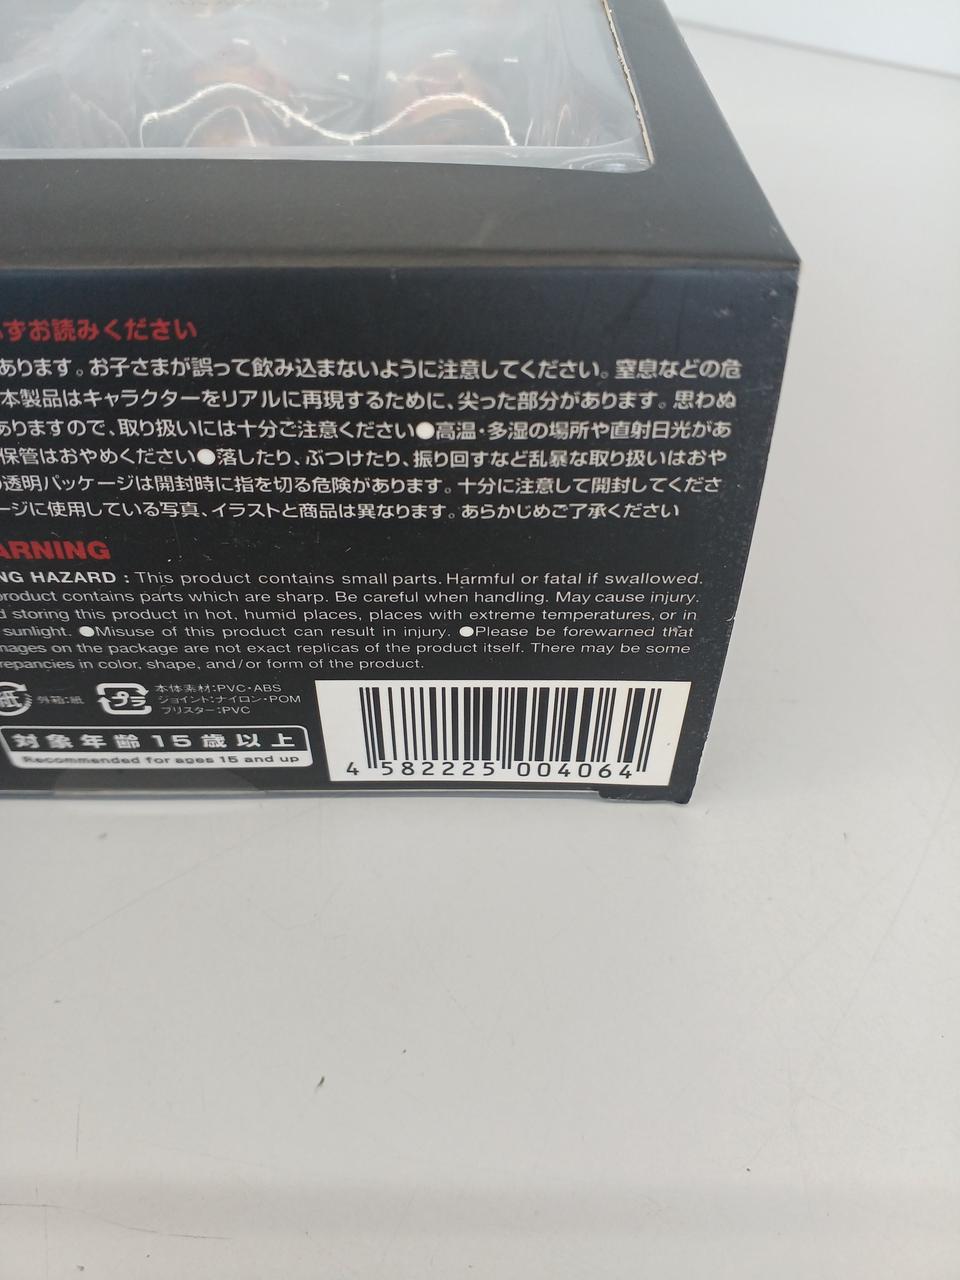 ずお読みください
あります。お子さまが誤って飲み込まないように注意してください。窒息などの危
本製品はキャラクターをリアルに再現するために、尖った部分があります。思わぬ
ありますので、取り扱いには十分ご注意ください●高温・多湿の場所や直射日光があ
保管はおやめください●落したり、ぶつけたり、振り回すなど乱暴な取り扱いはおや
透明パッケージは開封時に指を切る危険があります。十分に注意して開封してくださ
ージに使用している写真、イラストと商品は異なります。あらかじめご了承ください
ARNING
NG HAZARD : This product contains small parts. Harmful or fatal if swallowed.
product contains parts which are sharp. Be careful when handling. May cause injury.
d storing this product in hot, humid places, places with extreme temperatures, or in
sunlight. ●Misuse of this product can result in injury. ●Please be forewarned that
mages on the package are not exact replicas of the product itself. There may be some
repancies in color, shape, and/or form of the product.
紙 外箱:紙 プラ 本体素材:PVC・ABS
ジョイント:ナイロン・POM
ブリスター:PVC
対象年齢15歳以上
Recommended for ages 15 and up
4 582225 004064